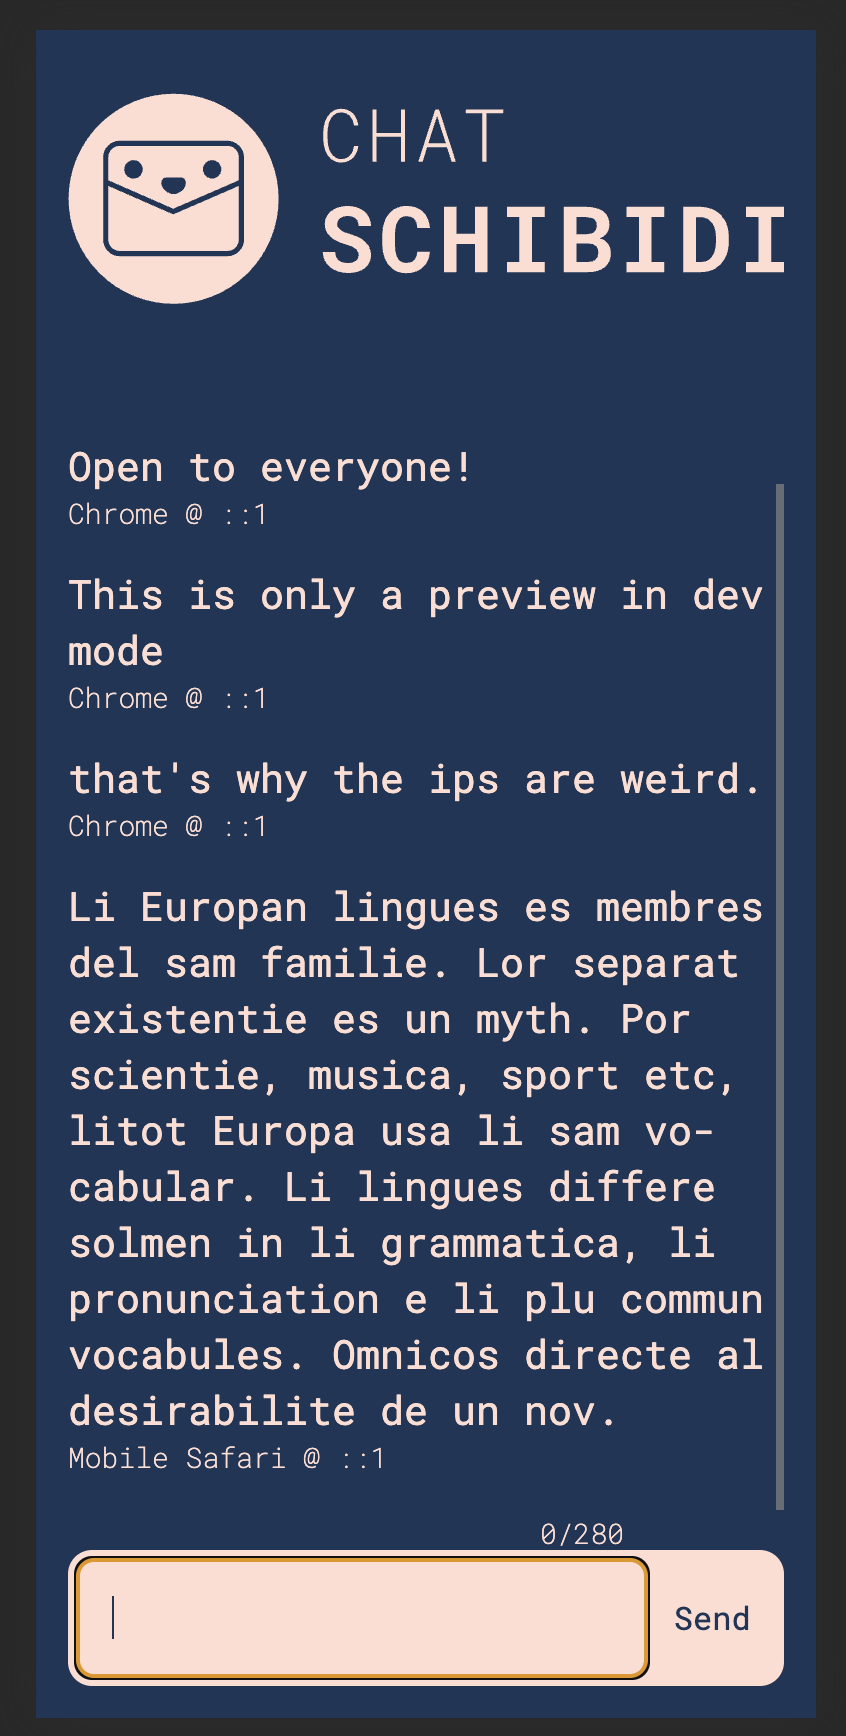 CHAT
SCHIBIDI
Open to everyone!
Chrome @ ::1
This is only a preview in dev
mode
Chrome @ ::1
that's why the ips are weird.
Chrome @ ::1
Li Europan lingues es membres
del sam familie. Lor separat
existentie es un myth. Por
scientie, musica, sport etc,
litot Europa usa li sam vo-
cabular. Li lingues differe
solmen in li grammatica, li
pronunciation e li plu commun
vocabules. Omnicos directe al
desirabilite de un nov.
Mobile Safari @ ::1
0/280
Send